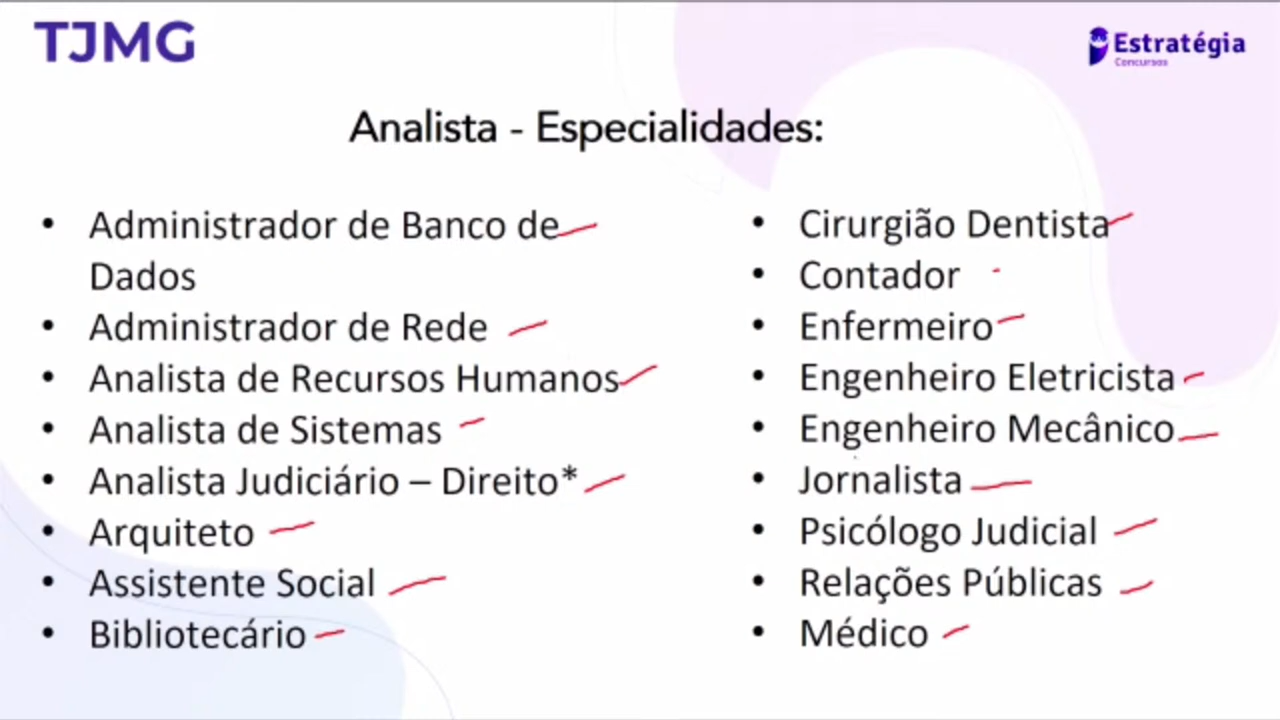 TJMG
Estratégia
Concursos
Analista - Especialidades:
• Administrador de Banco de
Dados
• Administrador de Rede
• Analista de Recursos Humanos
• Analista de Sistemas
• Analista Judiciário – Direito*
• Arquiteto
• Assistente Social
• Bibliotecário
• Cirurgião Dentista
• Contador
• Enfermeiro
• Engenheiro Eletricista
• Engenheiro Mecânico
• Jornalista
• Psicólogo Judicial
• Relações Públicas
• Médico